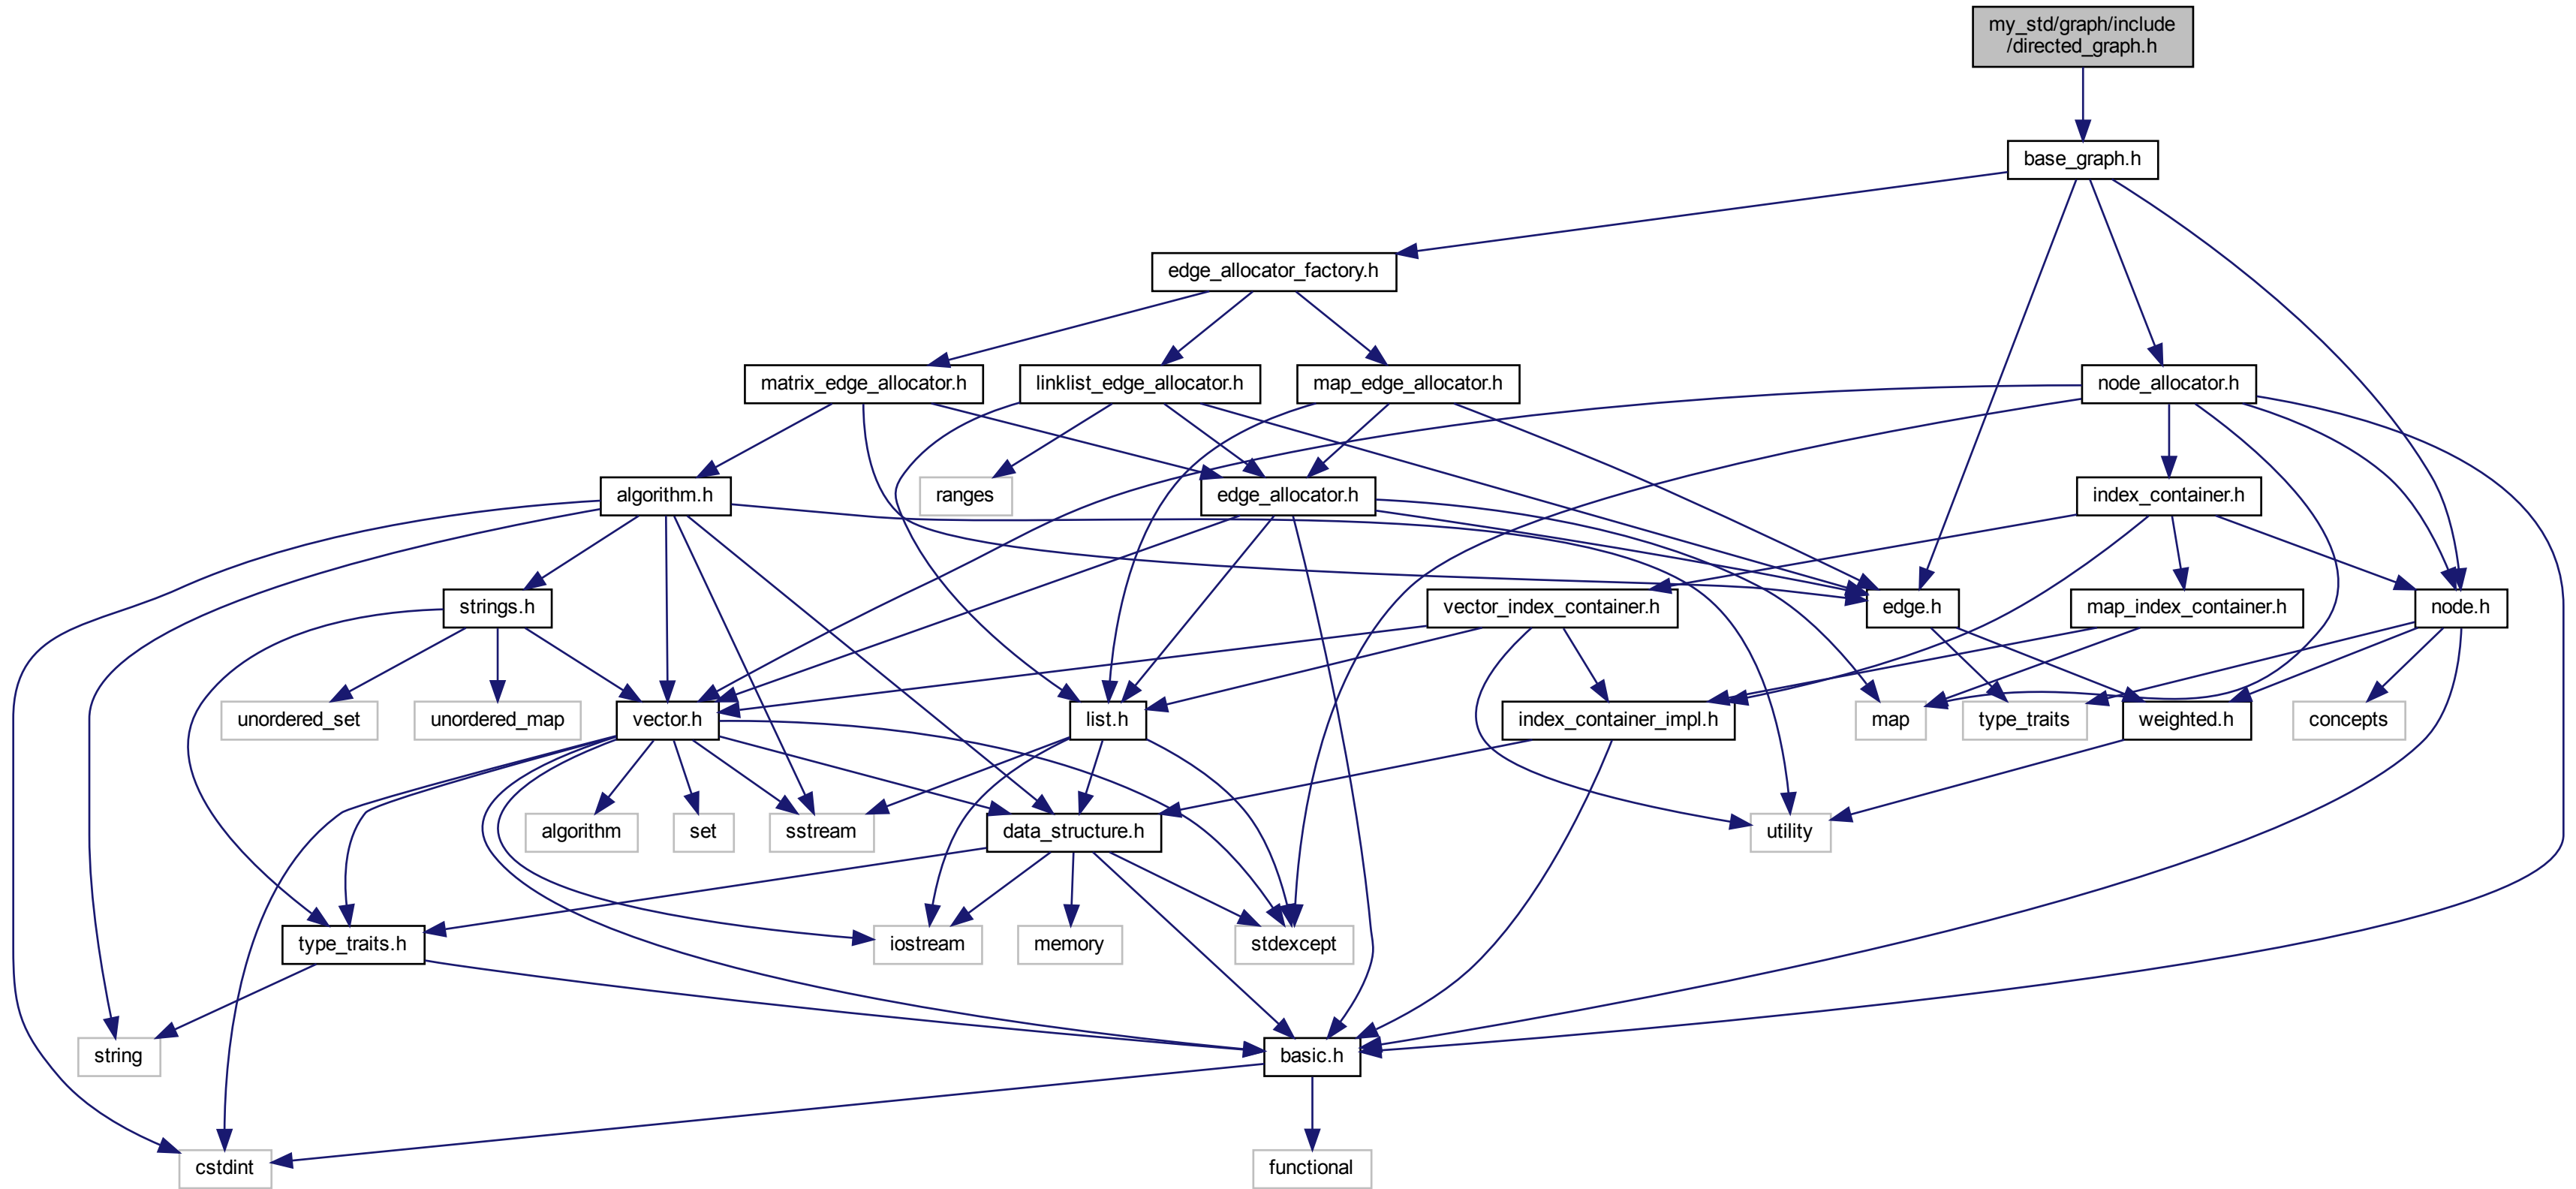 my_std/graph/include
/directed_graph.h
base_graph.h
edge_allocator_factory.h
matrix_edge_allocator.h
linklist_edge_allocator.h
map_edge_allocator.h
node_allocator.h
algorithm.h
ranges
edge_allocator.h
index_container.h
strings.h
vector_index_container.h
edge.h
map_index_container.h
node.h
unordered_set
unordered_map
vector.h
list.h
index_container_impl.h
map
type_traits
weighted.h
concepts
algorithm
set
sstream
data_structure.h
utility
type_traits.h
iostream
memory
stdexcept
string
basic.h
cstdint
functional